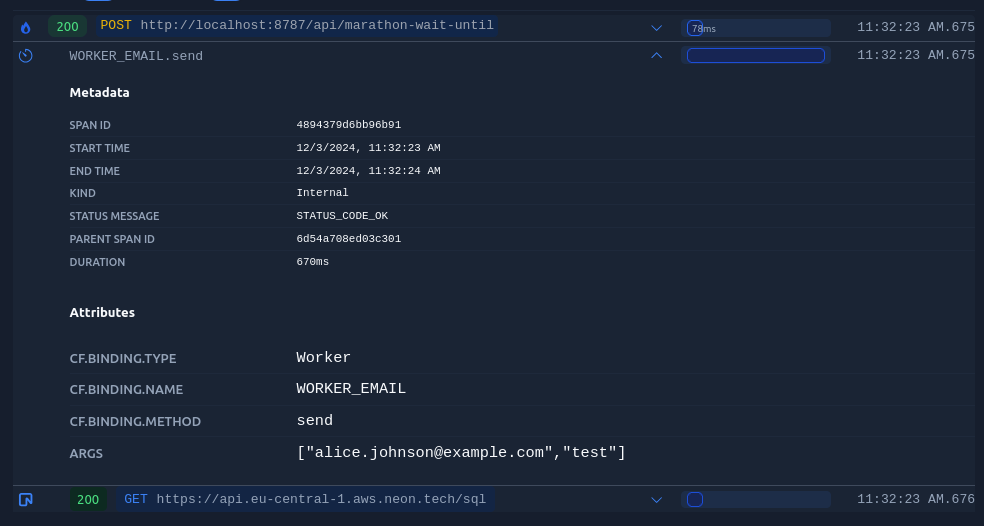 200 POST http://localhost:8787/api/marathon-wait-until 78ms 11:32:23 AM.675
WORKER_EMAIL.send 11:32:23 AM.675
Metadata
SPAN ID 4894379d6bb96b91
START TIME 12/3/2024, 11:32:23 AM
END TIME 12/3/2024, 11:32:24 AM
KIND Internal
STATUS MESSAGE STATUS_CODE_OK
PARENT SPAN ID 6d54a708ed03c301
DURATION 670ms
Attributes
CF.BINDING.TYPE Worker
CF.BINDING.NAME WORKER_EMAIL
CF.BINDING.METHOD send
ARGS ["alice.johnson@example.com","test"]
200 GET https://api.eu-central-1.aws.neon.tech/sql 11:32:23 AM.676